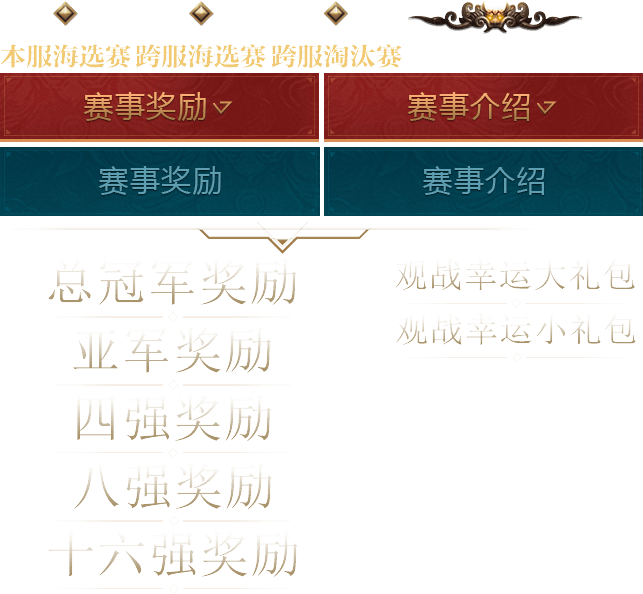 本服海选赛 跨服海选赛 跨服淘汰赛
赛事奖励 赛事介绍
赛事奖励 赛事介绍
总冠军奖励 观战幸运大礼包
亚军奖励 观战幸运小礼包
四强奖励
八强奖励
十六强奖励